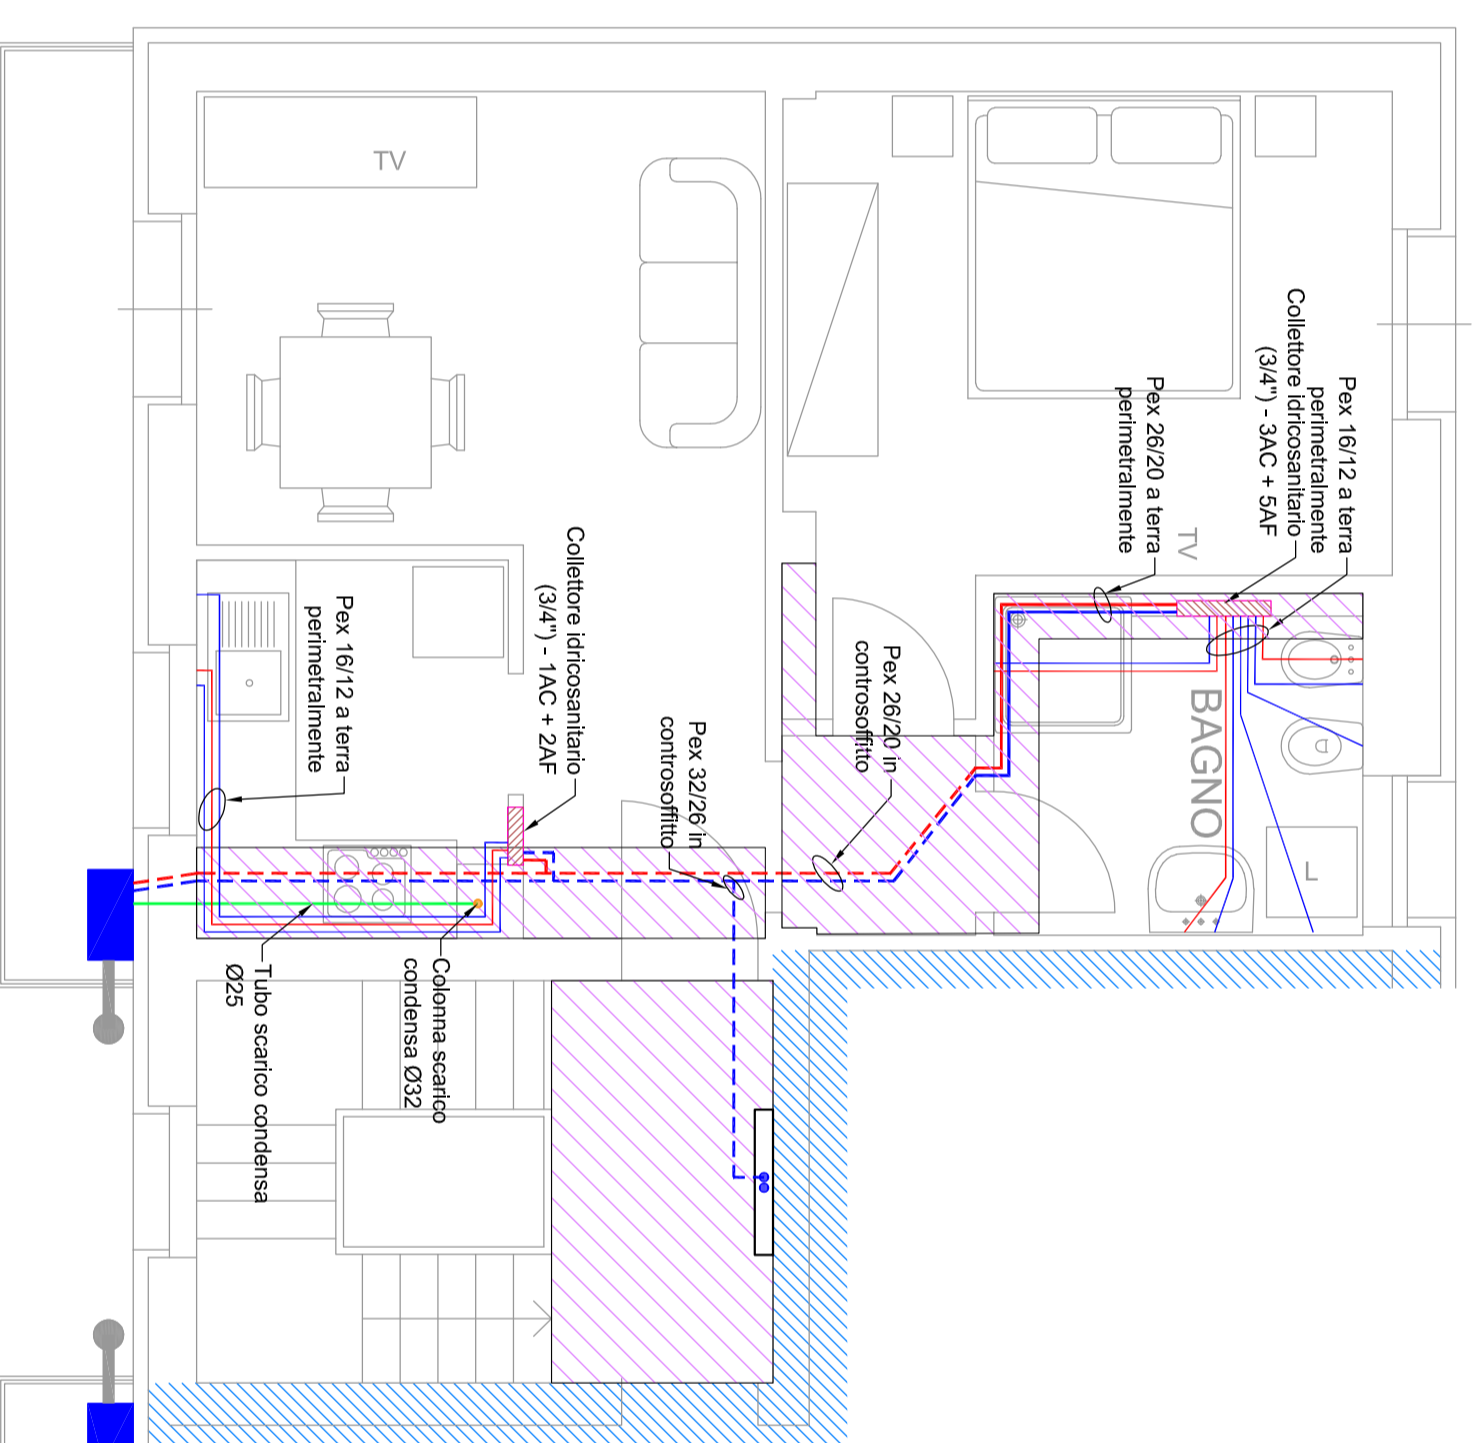 Pex 16/12 a terra
perimetralmente
Collettore idricosanitario
(3/4") - 3AC + 5AF
Pex 26/20 a terra
perimetralmente
TV
BAGNO
L
Pex 26/20 in
controsoffitto
Pex 32/26 in
controsoffitto
Collettore idricosanitario
(3/4") - 1AC + 2AF
TV
Pex 16/12 a terra
perimetralmente
Colonna scarico
condensa Ø32
Tubo scarico condensa
Ø25